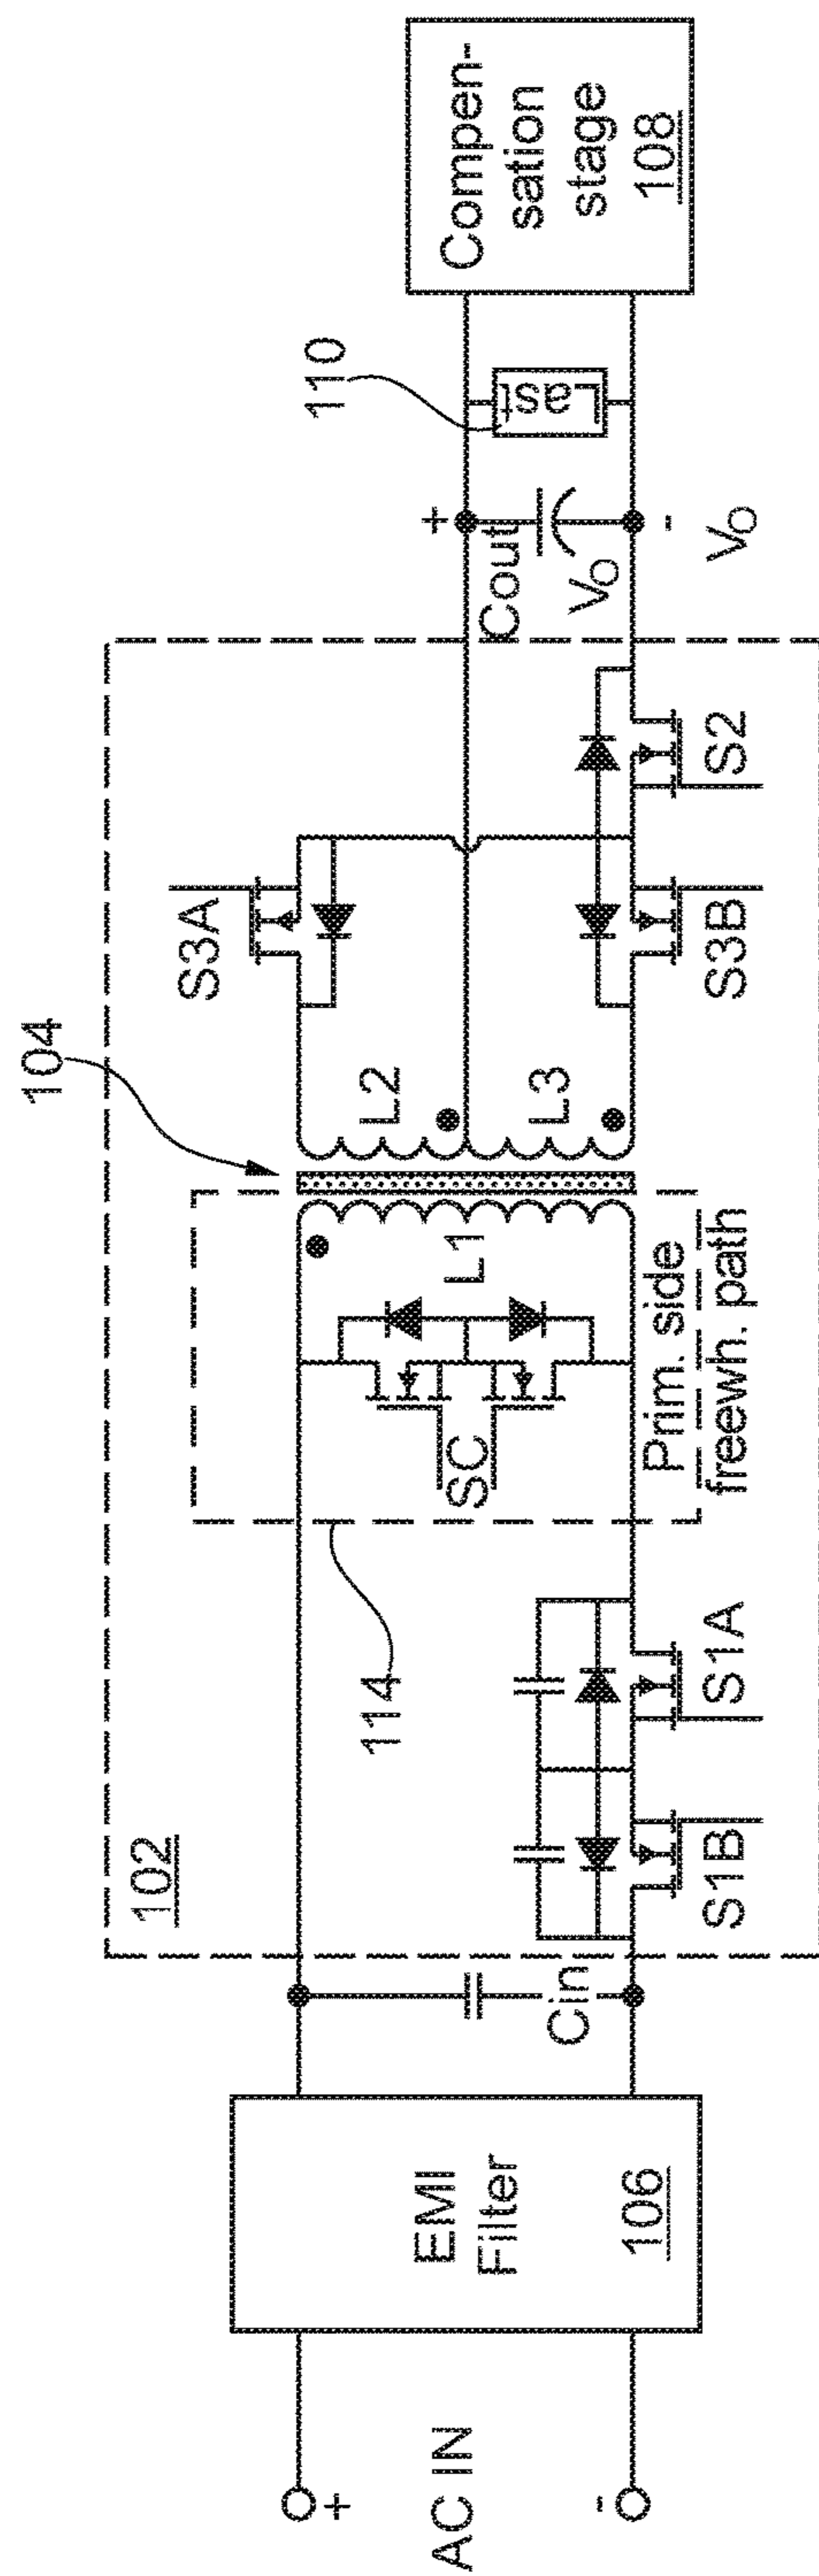 AC IN
+
-
EMI
Filter
106
Cin
102
S1B
S1A
114
SC
L1
Prim. side
freewh. path
104
L2
L3
S3A
S3B
S2
Cout
+
-
Vo
Vo
110
Last
Compen-
sation
stage
108